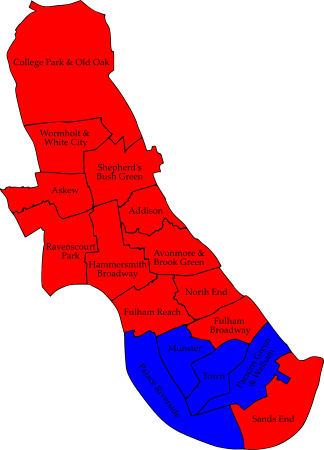 College Park & Old Oak
Wormholt &
White City
Shepherd's
Bush Green
Askew
Addison
Ravenscourt
Park
Avonmore &
Brook Green
Hammersmith
Broadway
North End
Fulham Reach
Fulham
Broadway
Munster
Town
Parsons Green
& Walham
Palace Riverside
Sands End